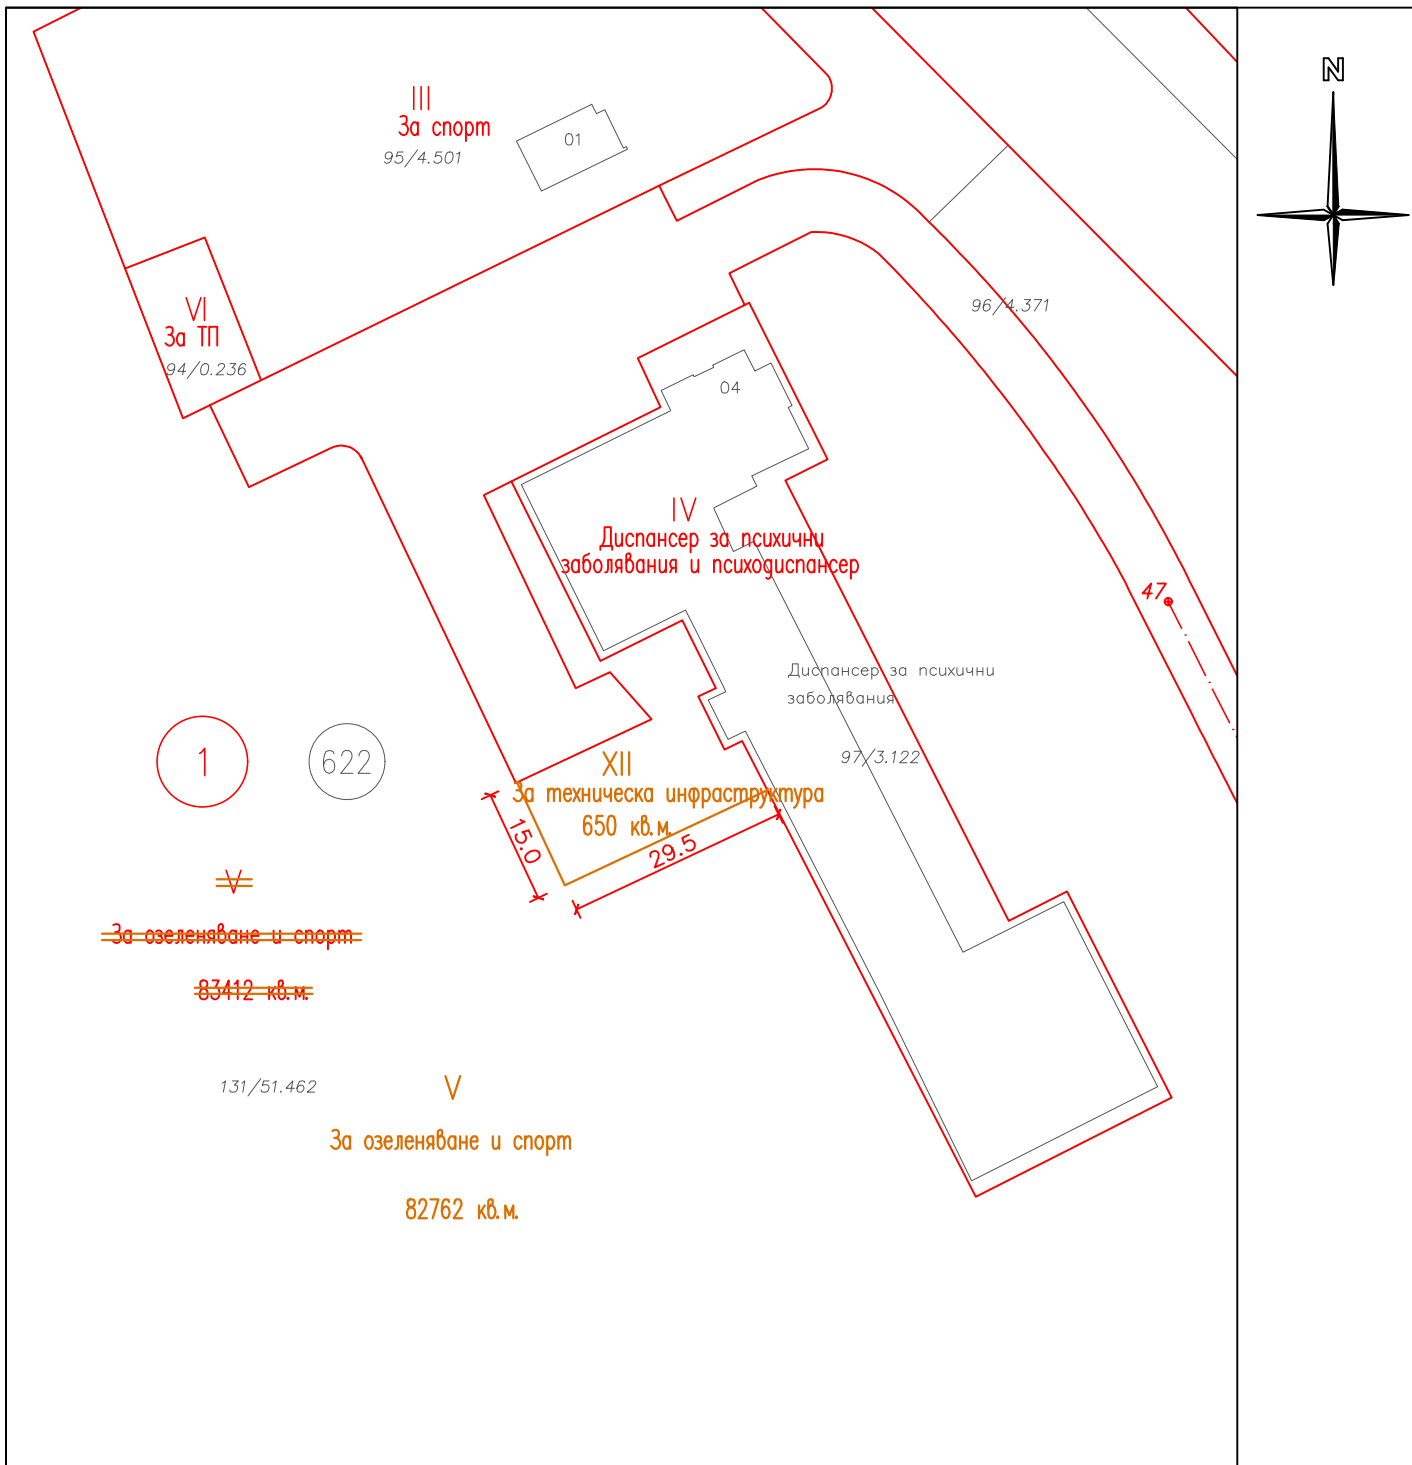 N
III
За спорт
95/4.501
01
VI
За ТП
94/0.236
96/4.371
04
IV
Диспансер за психични
заболявания и психодиспансер
47
Диспансер за психични
заболявания
97/3.122
1
622
XII
За техническа инфраструктура
650 кв.м.
15.0
29.5
V
За озеленяване и спорт
83412 кв.м.
131/51.462
V
За озеленяване и спорт
82762 кв.м.